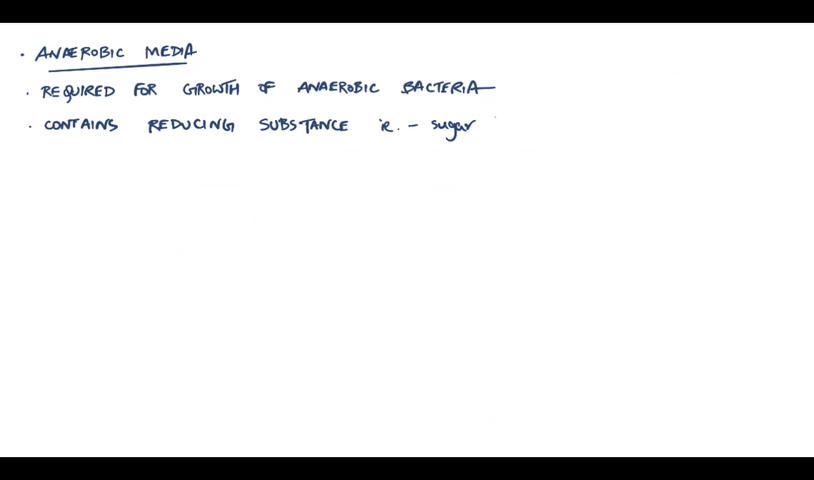 · ANAEROBIC MEDIA
· REQUIRED FOR GROWTH OF ANAEROBIC BACTERIA
· CONTAINS REDUCING SUBSTANCE ie. - sugar